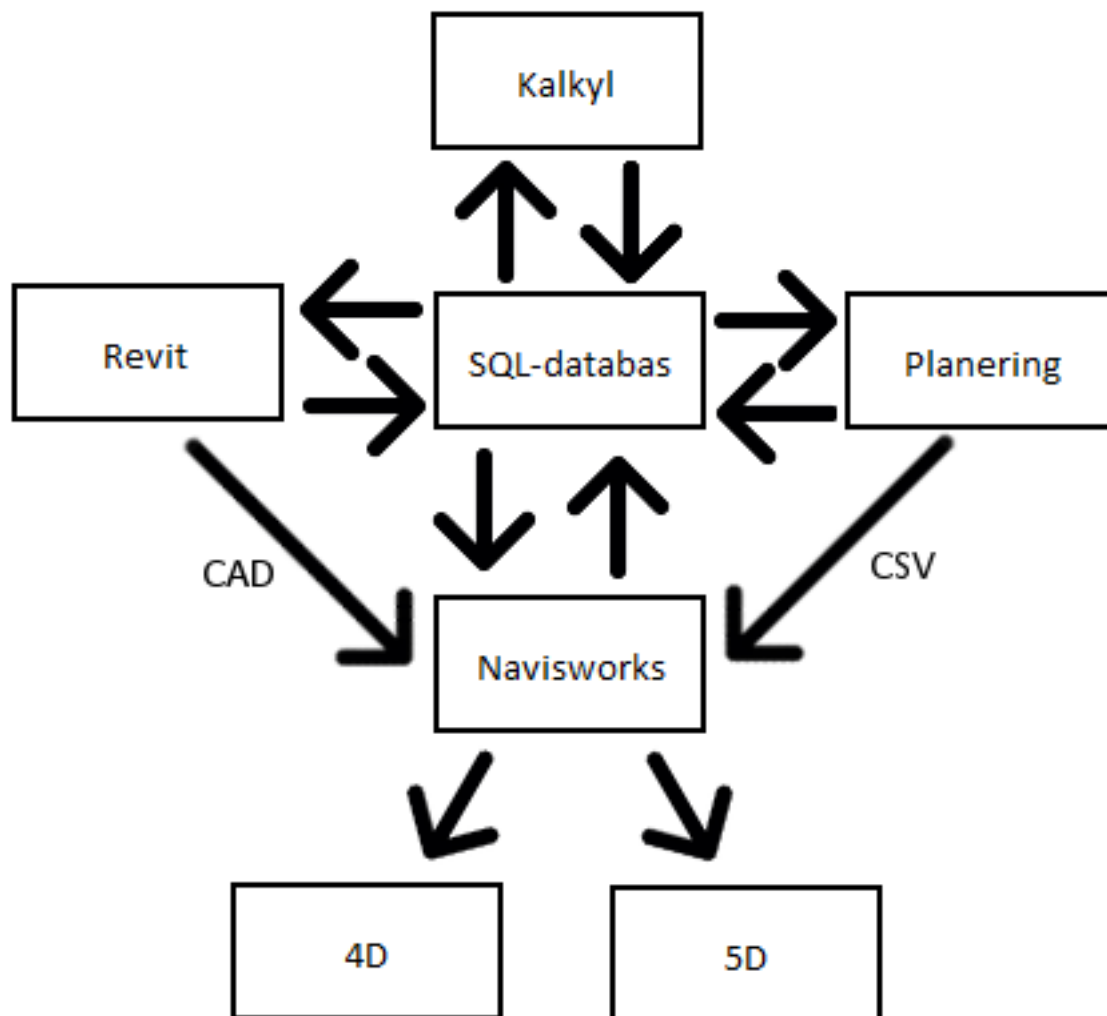 Kalkyl
Revit
SQL-databas
Planering
CAD
CSV
Navisworks
4D
5D